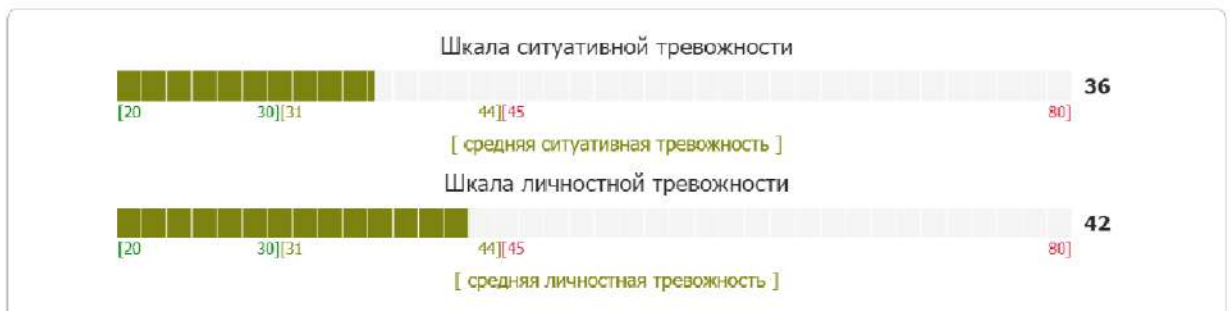 Шкала ситуативной тревожности
36
[20 30][31 44][45 80]
[ средняя ситуативная тревожность ]
Шкала личностной тревожности
42
[20 30][31 44][45 80]
[ средняя личностная тревожность ]